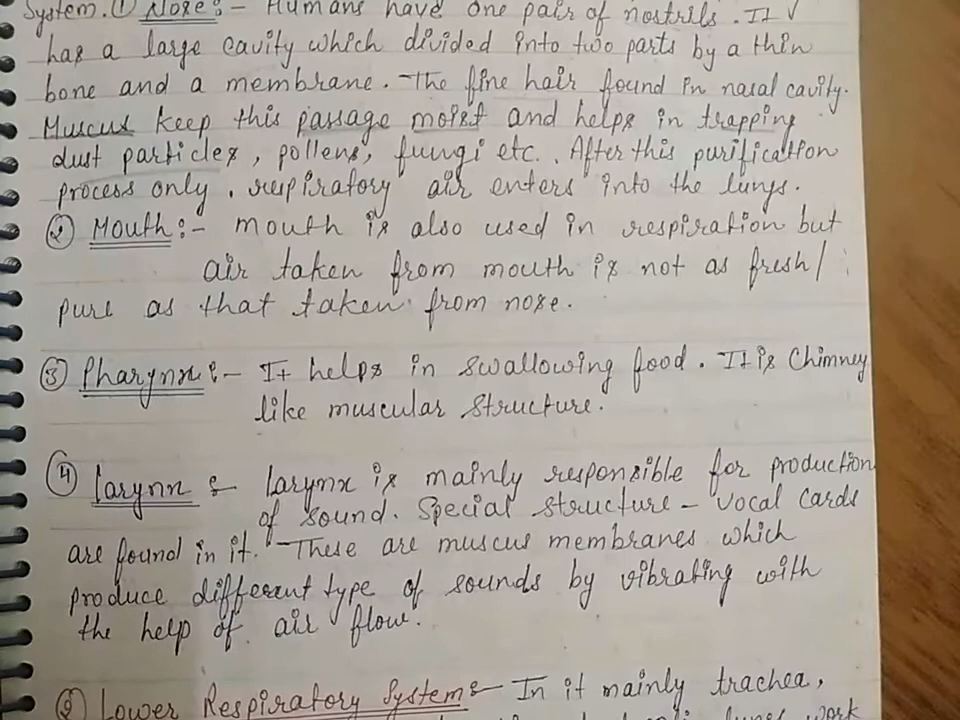 System. ① Nose:- Humans have one pair of nostrils. It
has a large cavity which divided into two parts by a thin
bone and a membrane. The fine hair found in nasal cavity.
Muscus keep this passage moist and helps in trapping
dust particles, pollens, fungi etc. After this purification
process only, respiratory air enters into the lungs.
② Mouth:- mouth is also used in respiration but
air taken from mouth is not as fresh/
pure as that taken from nose.
③ Pharynx:- It helps in swallowing food. It is Chimney
like muscular structure.
④ Larynx:- Larynx is mainly responsible for production
of sound. Special structure - vocal cards
are found in it. These are muscus membranes which
produce different type of sounds by vibrating with
the help of air flow.
Lower Respiratory System:- In it mainly trachea,
lungs work